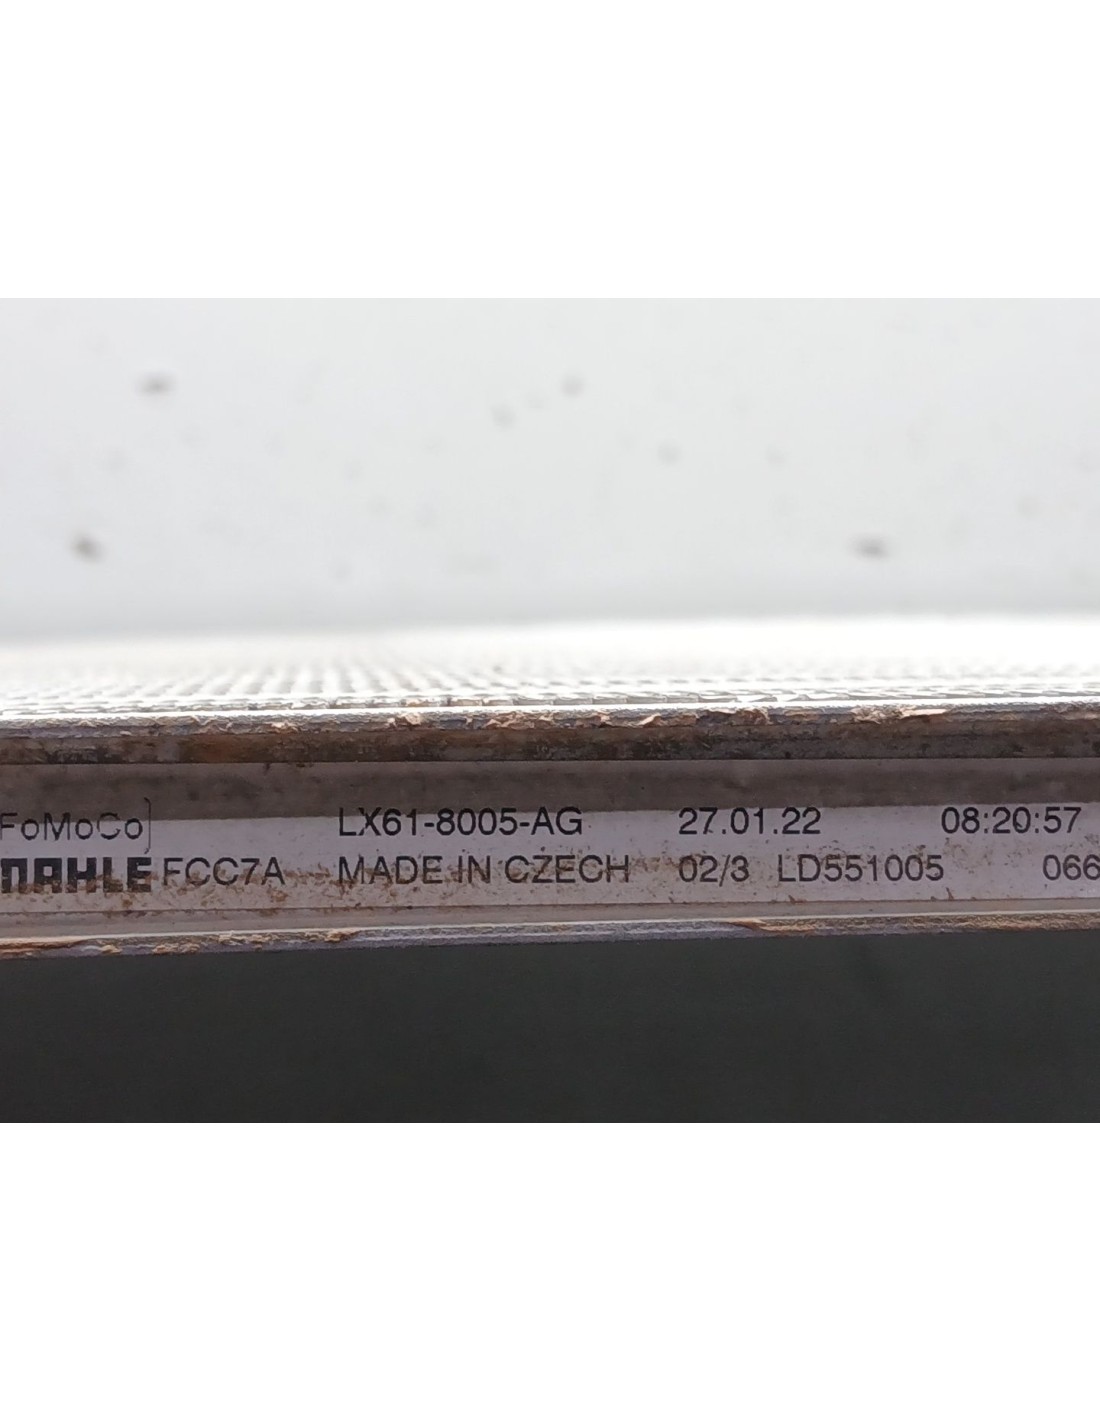 FoMoCo LX61-8005-AG 27.01.22 08:20:57
MAHLE FCC7A MADE IN CZECH 02/3 LD551005 066